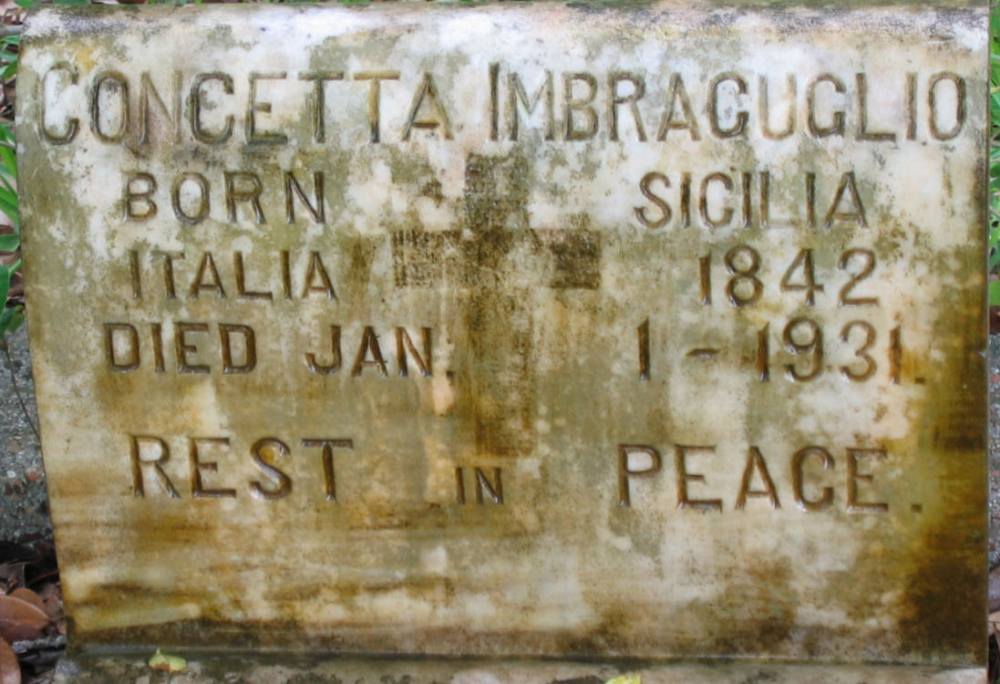 CONCETTA IMBRAGUGLIO
BORN SICILIA
ITALIA 1842
DIED JAN. 1-1931.
REST IN PEACE.